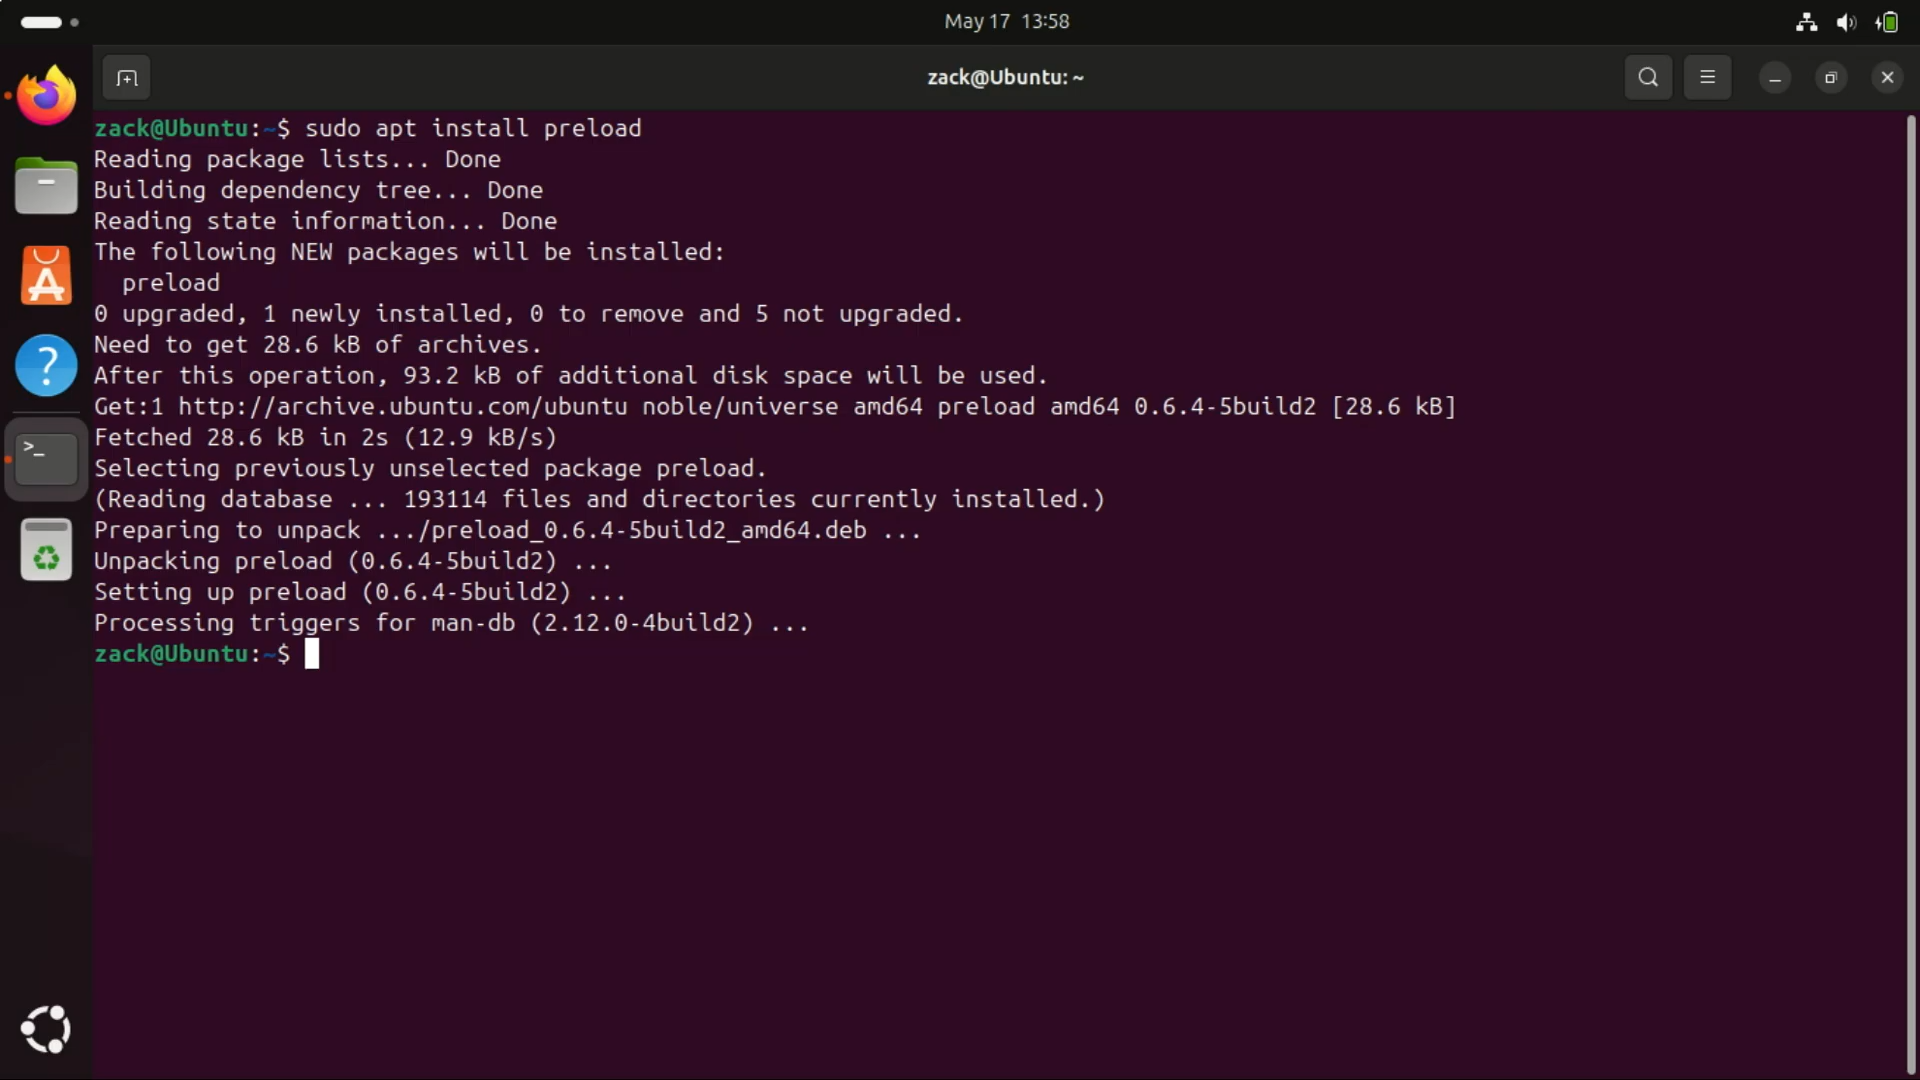 May 17 13:58
zack@Ubuntu: ~
zack@Ubuntu:~$ sudo apt install preload
Reading package lists... Done
Building dependency tree... Done
Reading state information... Done
The following NEW packages will be installed:
  preload
0 upgraded, 1 newly installed, 0 to remove and 5 not upgraded.
Need to get 28.6 kB of archives.
After this operation, 93.2 kB of additional disk space will be used.
Get:1 http://archive.ubuntu.com/ubuntu noble/universe amd64 preload amd64 0.6.4-5build2 [28.6 kB]
Fetched 28.6 kB in 2s (12.9 kB/s)
Selecting previously unselected package preload.
(Reading database ... 193114 files and directories currently installed.)
Preparing to unpack .../preload_0.6.4-5build2_amd64.deb ...
Unpacking preload (0.6.4-5build2) ...
Setting up preload (0.6.4-5build2) ...
Processing triggers for man-db (2.12.0-4build2) ...
zack@Ubuntu:~$